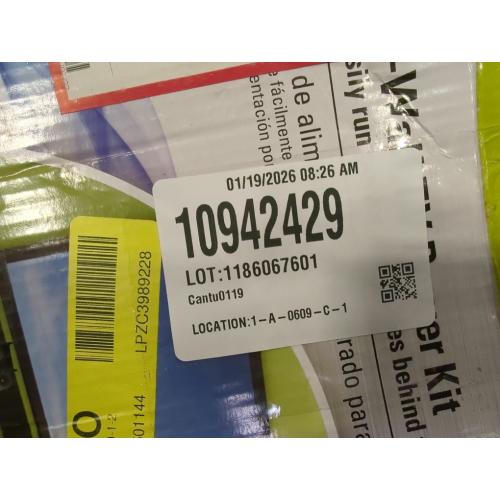 01/19/2026 08:26 AM
10942429
LOT:1186067601
Cantu0119
LOCATION:1-A-0609-C-1
LPZC3989228
01144
de alim
fácilmente
entación po
sily run
er Kit
es behind
rado para